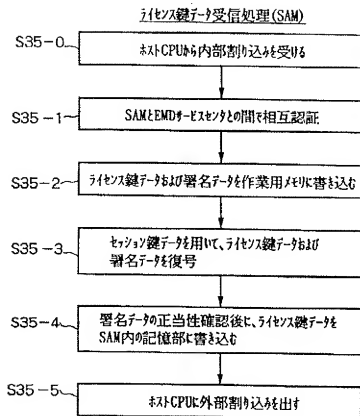 ライセンス鍵データ受信処理(SAM)
S35-0
ホストCPUから内部割り込みを受ける
S35-1
SAMとEMDサービスセンタとの間で相互認証
S35-2
ライセンス鍵データおよび署名データを作業用メモリに書き込む
S35-3
セッション鍵データを用いて、ライセンス鍵データおよび
署名データを復号
S35-4
署名データの正当性確認後に、ライセンス鍵データを
SAM内の記憶部に書き込む
S35-5
ホストCPUに外部割り込みを出す